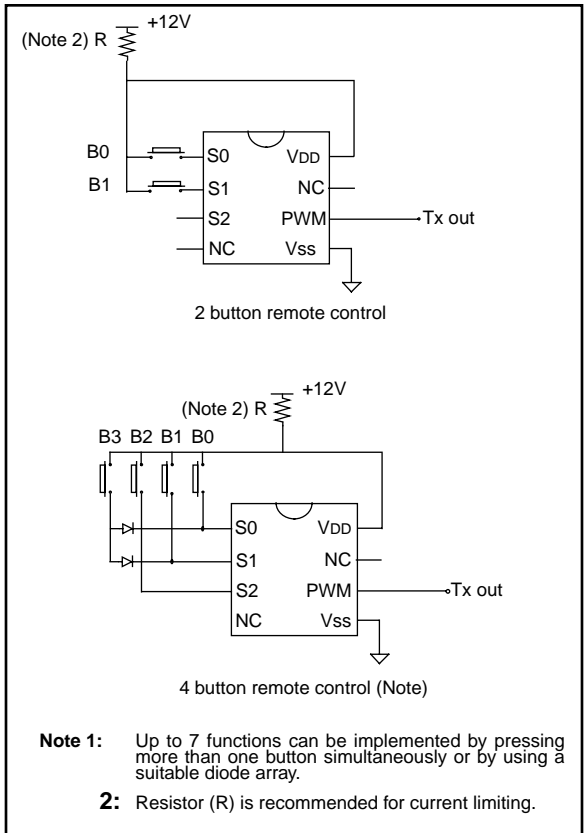 +12V
(Note 2) R
B0
B1
S0
VDD
S1
NC
S2
PWM
Tx out
NC
Vss
2 button remote control
+12V
(Note 2) R
B3 B2 B1 B0
S0
VDD
S1
NC
S2
PWM
Tx out
NC
Vss
4 button remote control (Note)
Note 1: Up to 7 functions can be implemented by pressing
more than one button simultaneously or by using a
suitable diode array.
2: Resistor (R) is recommended for current limiting.